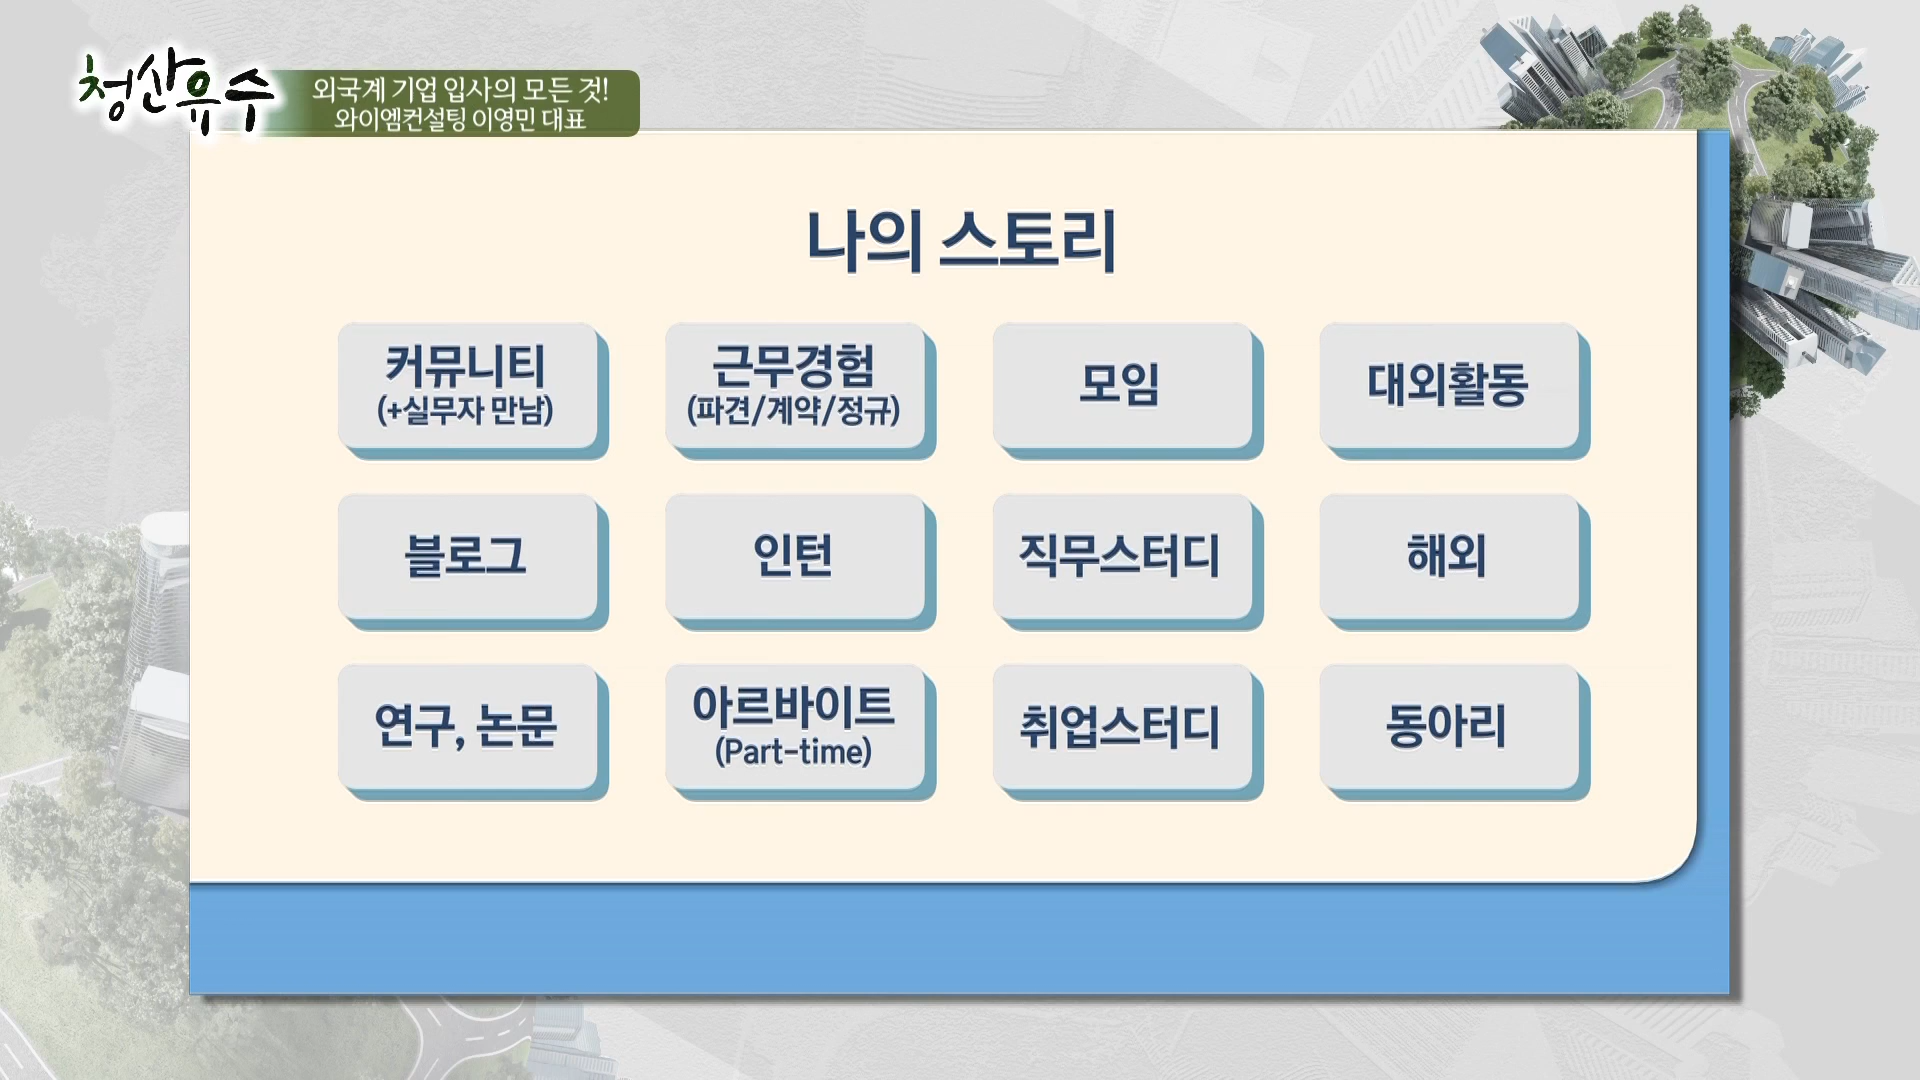 청산유수
외국계 기업 입사의 모든 것!
와이엠컨설팅 이영민 대표
나의 스토리
커뮤니티
(+실무자 만남)
근무경험
(파견/계약/정규)
모임
대외활동
블로그
인턴
직무스터디
해외
연구, 논문
아르바이트
(Part-time)
취업스터디
동아리